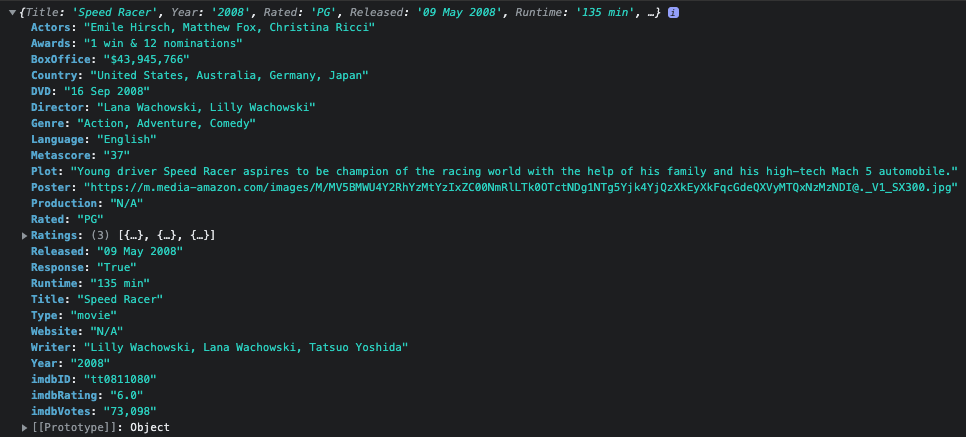 ▼{Title: 'Speed Racer', Year: '2008', Rated: 'PG', Released: '09 May 2008', Runtime: '135 min', …} i
Actors: "Emile Hirsch, Matthew Fox, Christina Ricci"
Awards: "1 win & 12 nominations"
BoxOffice: "$43,945,766"
Country: "United States, Australia, Germany, Japan"
DVD: "16 Sep 2008"
Director: "Lana Wachowski, Lilly Wachowski"
Genre: "Action, Adventure, Comedy"
Language: "English"
Metascore: "37"
Plot: "Young driver Speed Racer aspires to be champion of the racing world with the help of his family and his high-tech Mach 5 automobile."
Poster: "https://m.media-amazon.com/images/M/MV5BMWU4Y2RhYzMtYzIxZC00NmRlLTk0OTctNDg1NTg5Yjk4YjQzXkEyXkFqcGdeQXVyMTQxNzMzNDI@._V1_SX300.jpg"
Production: "N/A"
Rated: "PG"
▶Ratings: (3) [{…}, {…}, {…}]
Released: "09 May 2008"
Response: "True"
Runtime: "135 min"
Title: "Speed Racer"
Type: "movie"
Website: "N/A"
Writer: "Lilly Wachowski, Lana Wachowski, Tatsuo Yoshida"
Year: "2008"
imdbID: "tt0811080"
imdbRating: "6.0"
imdbVotes: "73,098"
▶[[Prototype]]: Object